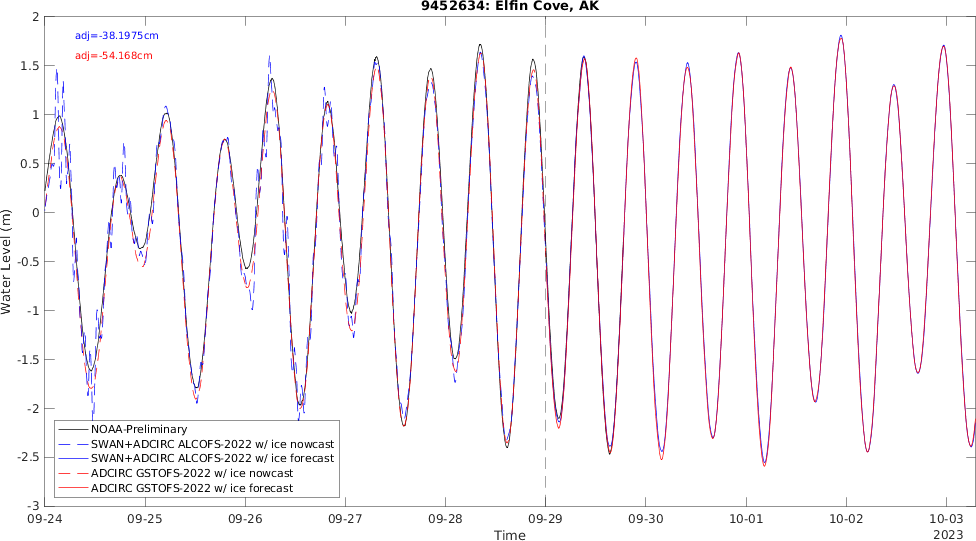 9452634: Elfin Cove, AK
adj=-38.1975cm
adj=-54.168cm
Water Level (m)
2
1.5
1
0.5
0
-0.5
-1
-1.5
-2
-2.5
-3
NOAA-Preliminary
SWAN+ADCIRC ALCOFS-2022 w/ ice nowcast
SWAN+ADCIRC ALCOFS-2022 w/ ice forecast
ADCIRC GSTOFS-2022 w/ ice nowcast
ADCIRC GSTOFS-2022 w/ ice forecast
09-24 09-25 09-26 09-27 09-28 09-29 09-30 10-01 10-02 10-03
Time
2023